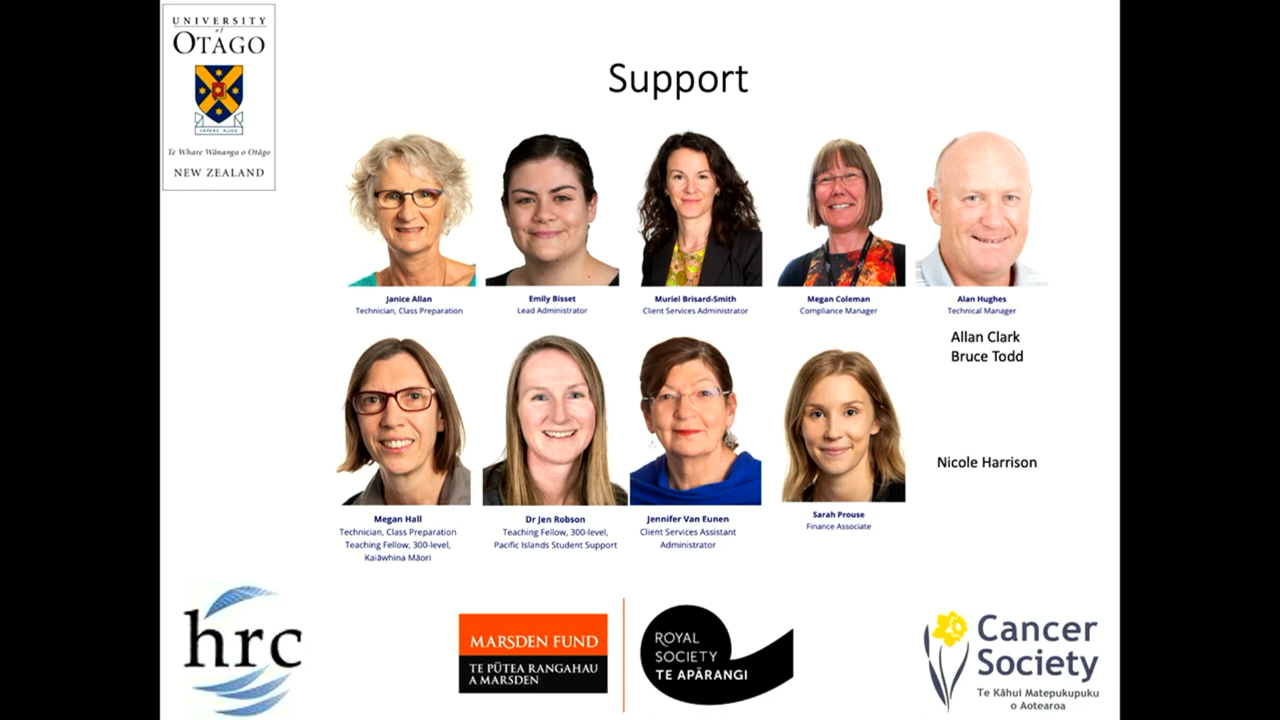 UNIVERSITY
of
OTAGO
SAPERE AUDE
Te Whare Wānanga o Otāgo
NEW ZEALAND
Support
Janice Allan
Technician, Class Preparation
Emily Bisset
Lead Administrator
Muriel Brisard-Smith
Client Services Administrator
Megan Coleman
Compliance Manager
Alan Hughes
Technical Manager
Allan Clark
Bruce Todd
Megan Hall
Technician, Class Preparation
Teaching Fellow, 300-level,
Kaiāwhina Māori
Dr Jen Robson
Teaching Fellow, 300-level,
Pacific Islands Student Support
Jennifer Van Eunen
Client Services Assistant
Administrator
Sarah Prouse
Finance Associate
Nicole Harrison
hrc
MARSDEN FUND
TE PŪTEA RANGAHAU
A MARSDEN
ROYAL
SOCIETY
TE APĀRANGI
Cancer
Society
Te Kāhui Matepukupuku
o Aotearoa